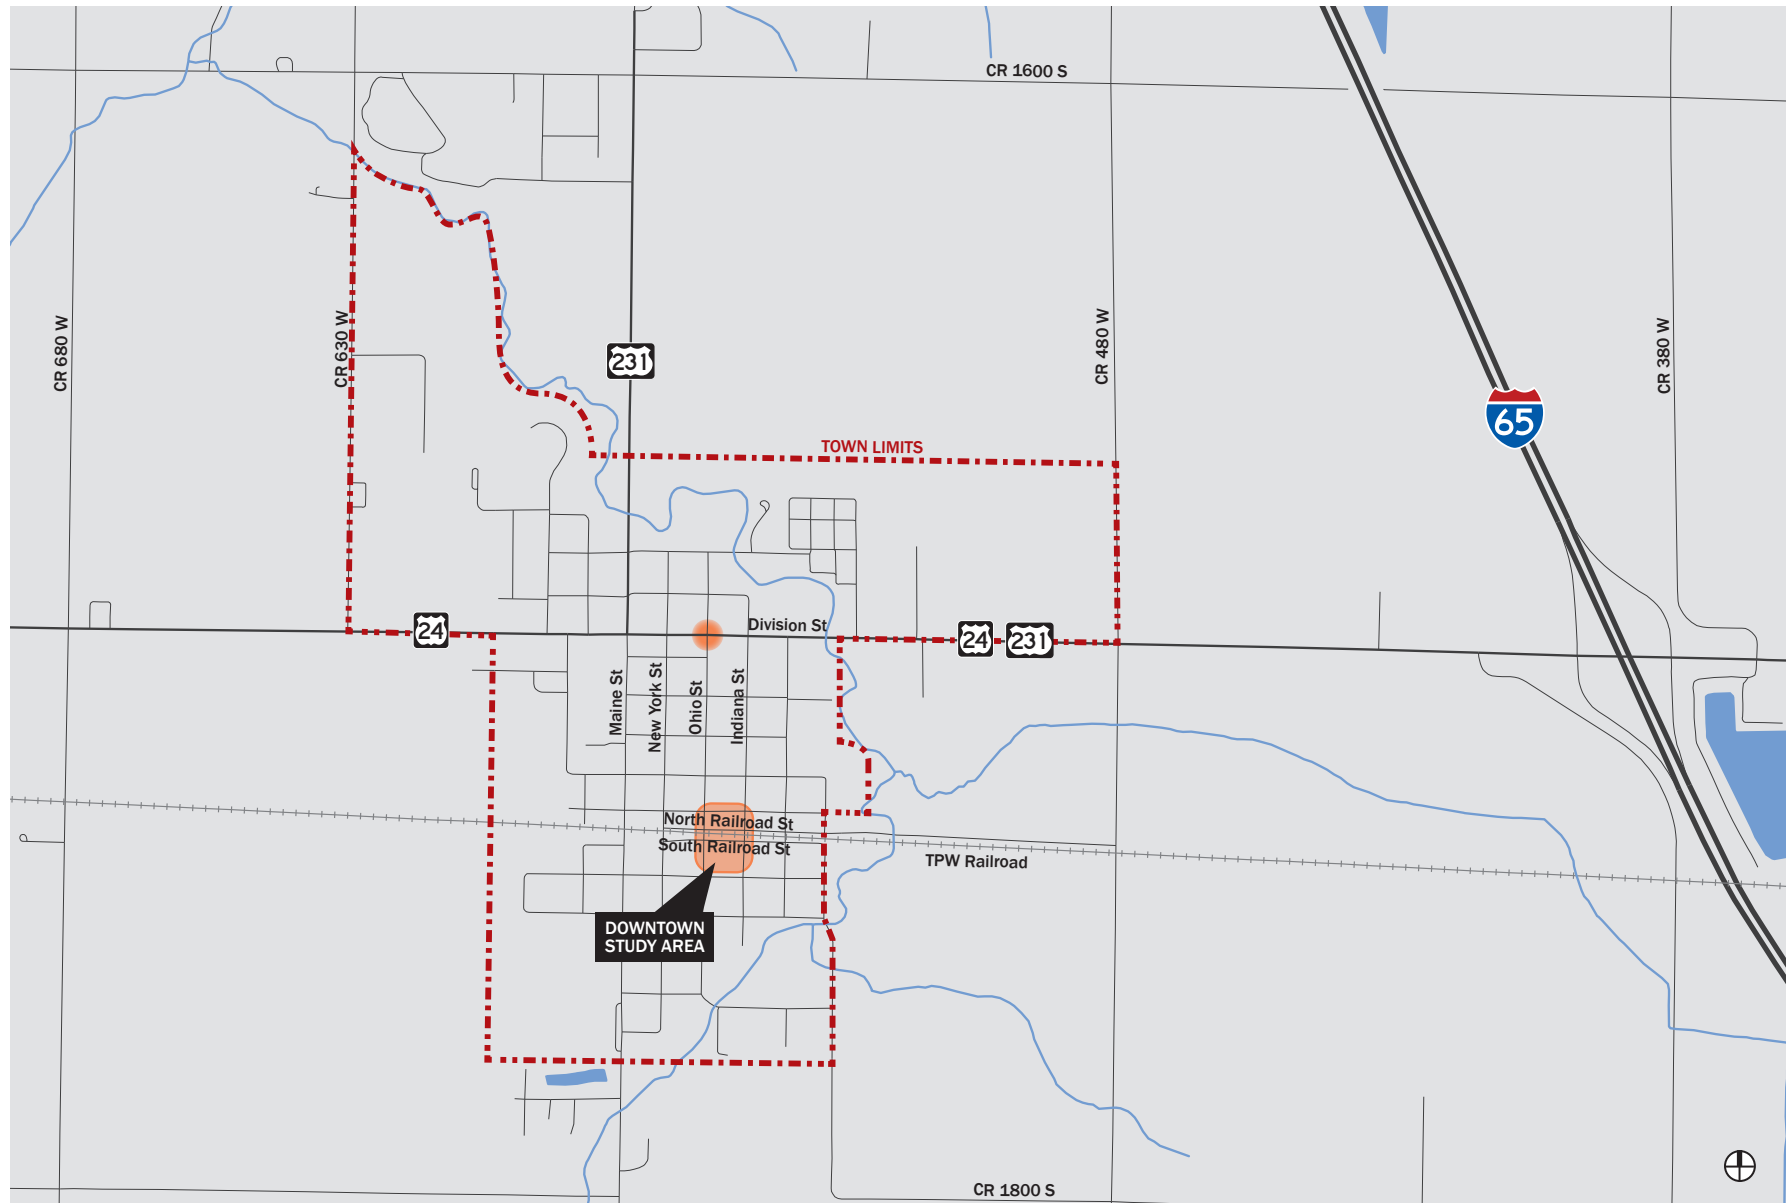 CR 1600 S
CR 680 W
CR 630 W
231
CR 480 W
CR 380 W
65
TOWN LIMITS
24
Division St
24
231
Maine St
New York St
Ohio St
Indiana St
North Railroad St
South Railroad St
TPW Railroad
DOWNTOWN
STUDY AREA
CR 1800 S